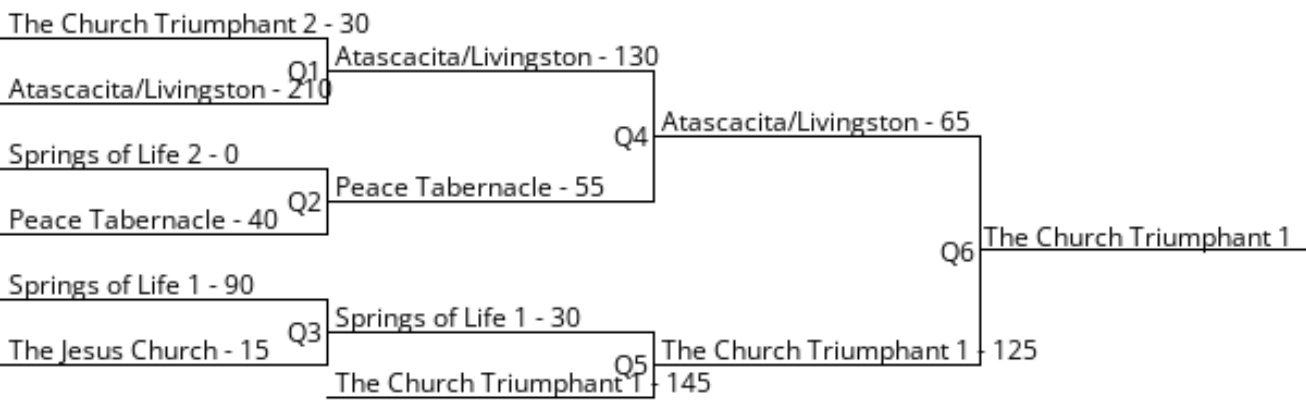 The Church Triumphant 2 - 30
Atascacita/Livingston - 210
Q1
Atascacita/Livingston - 130
Springs of Life 2 - 0
Peace Tabernacle - 40
Q2
Peace Tabernacle - 55
Q4
Atascacita/Livingston - 65
Springs of Life 1 - 90
The Jesus Church - 15
Q3
Springs of Life 1 - 30
The Church Triumphant 1 - 145
Q5
The Church Triumphant 1 - 125
Q6
The Church Triumphant 1